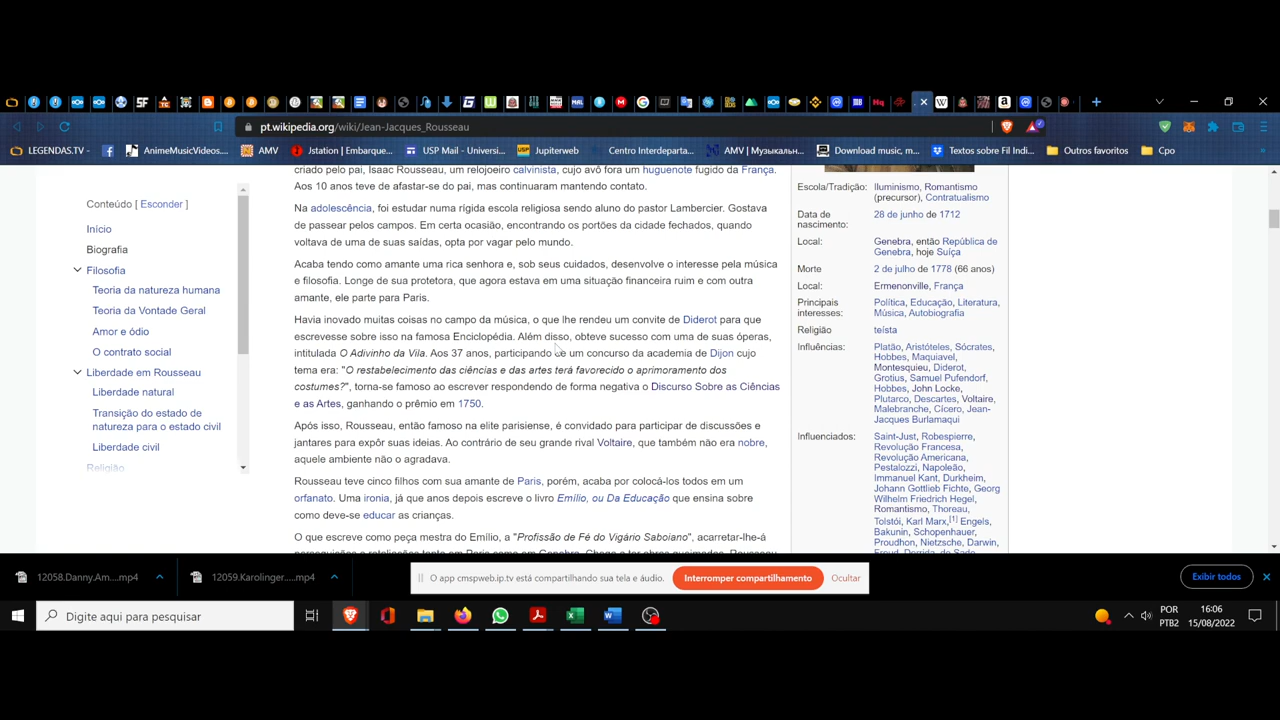 pt.wikipedia.org/wiki/Jean-Jacques_Rousseau
LEGENDAS.TV - On...
AnimeMusicVideos...
AMV
Jstation | Embarque...
USP Mail - Universi...
Jupiterweb
Centro Interdeparta...
AMV | Музыкальн...
Download music, m...
Textos sobre Fil Indi...
Outros favoritos
Cpo
Conteúdo [ Esconder ]
Início
Biografia
Filosofia
Teoria da natureza humana
Teoria da Vontade Geral
Amor e ódio
O contrato social
Liberdade em Rousseau
Liberdade natural
Transição do estado de
natureza para o estado civil
Liberdade civil
Religião
criado pelo pai, Isaac Rousseau, um relojoeiro calvinista, cujo avô fora um huguenote fugido da França.
Aos 10 anos teve de afastar-se do pai, mas continuaram mantendo contato.
Na adolescência, foi estudar numa rígida escola religiosa sendo aluno do pastor Lambercier. Gostava
de passear pelos campos. Em certa ocasião, encontrando os portões da cidade fechados, quando
voltava de uma de suas saídas, opta por vagar pelo mundo.
Acaba tendo como amante uma rica senhora e, sob seus cuidados, desenvolve o interesse pela música
e filosofia. Longe de sua protetora, que agora estava em uma situação financeira ruim e com outra
amante, ele parte para Paris.
Havia inovado muitas coisas no campo da música, o que lhe rendeu um convite de Diderot para que
escrevesse sobre isso na famosa Enciclopédia. Além disso, obteve sucesso com uma de suas óperas,
intitulada O Adivinho da Vila. Aos 37 anos, participando de um concurso da academia de Dijon cujo
tema era: "O restabelecimento das ciências e das artes terá favorecido o aprimoramento dos
costumes?", torna-se famoso ao escrever respondendo de forma negativa o Discurso Sobre as Ciências
e as Artes, ganhando o prêmio em 1750.
Após isso, Rousseau, então famoso na elite parisiense, é convidado para participar de discussões e
jantares para expôr suas ideias. Ao contrário de seu grande rival Voltaire, que também não era nobre,
aquele ambiente não o agradava.
Rousseau teve cinco filhos com sua amante de Paris, porém, acaba por colocá-los todos em um
orfanato. Uma ironia, já que anos depois escreve o livro Emílio, ou Da Educação que ensina sobre
como deve-se educar as crianças.
O que escreve como peça mestra do Emílio, a "Profissão de Fé do Vigário Saboiano", acarretar-lhe-á
Escola/Tradição: Iluminismo, Romantismo
(precursor), Contratualismo
Data de 28 de junho de 1712
nascimento:
Local: Genebra, então República de
Genebra, hoje Suíça
Morte 2 de julho de 1778 (66 anos)
Local: Ermenonville, França
Principais Política, Educação, Literatura,
interesses: Música, Autobiografia
Religião teísta
Influências: Platão, Aristóteles, Sócrates,
Hobbes, Maquiavel,
Montesquieu, Diderot,
Grotius, Samuel Pufendorf,
Hobbes, John Locke,
Plutarco, Descartes, Voltaire,
Malebranche, Cícero, Jean-
Jacques Burlamaqui
Influenciados: Saint-Just, Robespierre,
Revolução Francesa,
Revolução Americana,
Pestalozzi, Napoleão,
Immanuel Kant, Durkheim,
Johann Gottlieb Fichte, Georg
Wilhelm Friedrich Hegel,
Romantismo, Thoreau,
Tolstói, Karl Marx,[1] Engels,
Bakunin, Schopenhauer,
Proudhon, Nietzsche, Darwin,
Freud, Derrida, de Sade
12058.Danny.Am....mp4
12059.Karolinger....mp4
O app cmspweb.ip.tv está compartilhando sua tela e áudio.
Interromper compartilhamento
Ocultar
Exibir todos
Digite aqui para pesquisar
POR
PTB2
16:06
15/08/2022